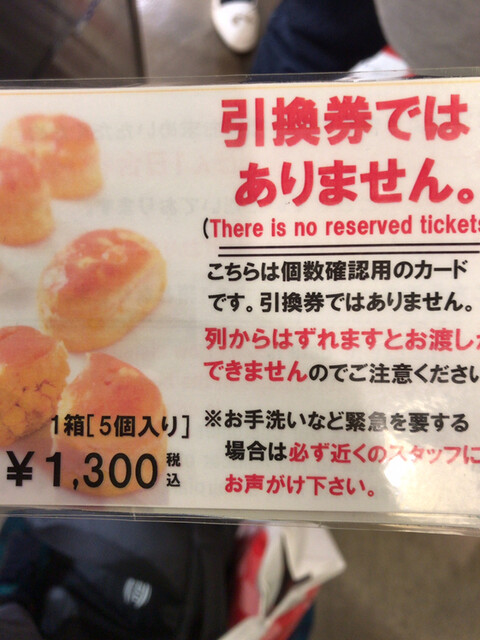 引換券では
ありません。
(There is no reserved tickets
こちらは個数確認用のカード
です。引換券ではありません。
列からはずれますとお渡し
できませんのでご注意ください
※お手洗いなど緊急を要する
場合は必ず近くのスタッフに
お声がけ下さい。
1箱[5個入り]
¥1,300税込